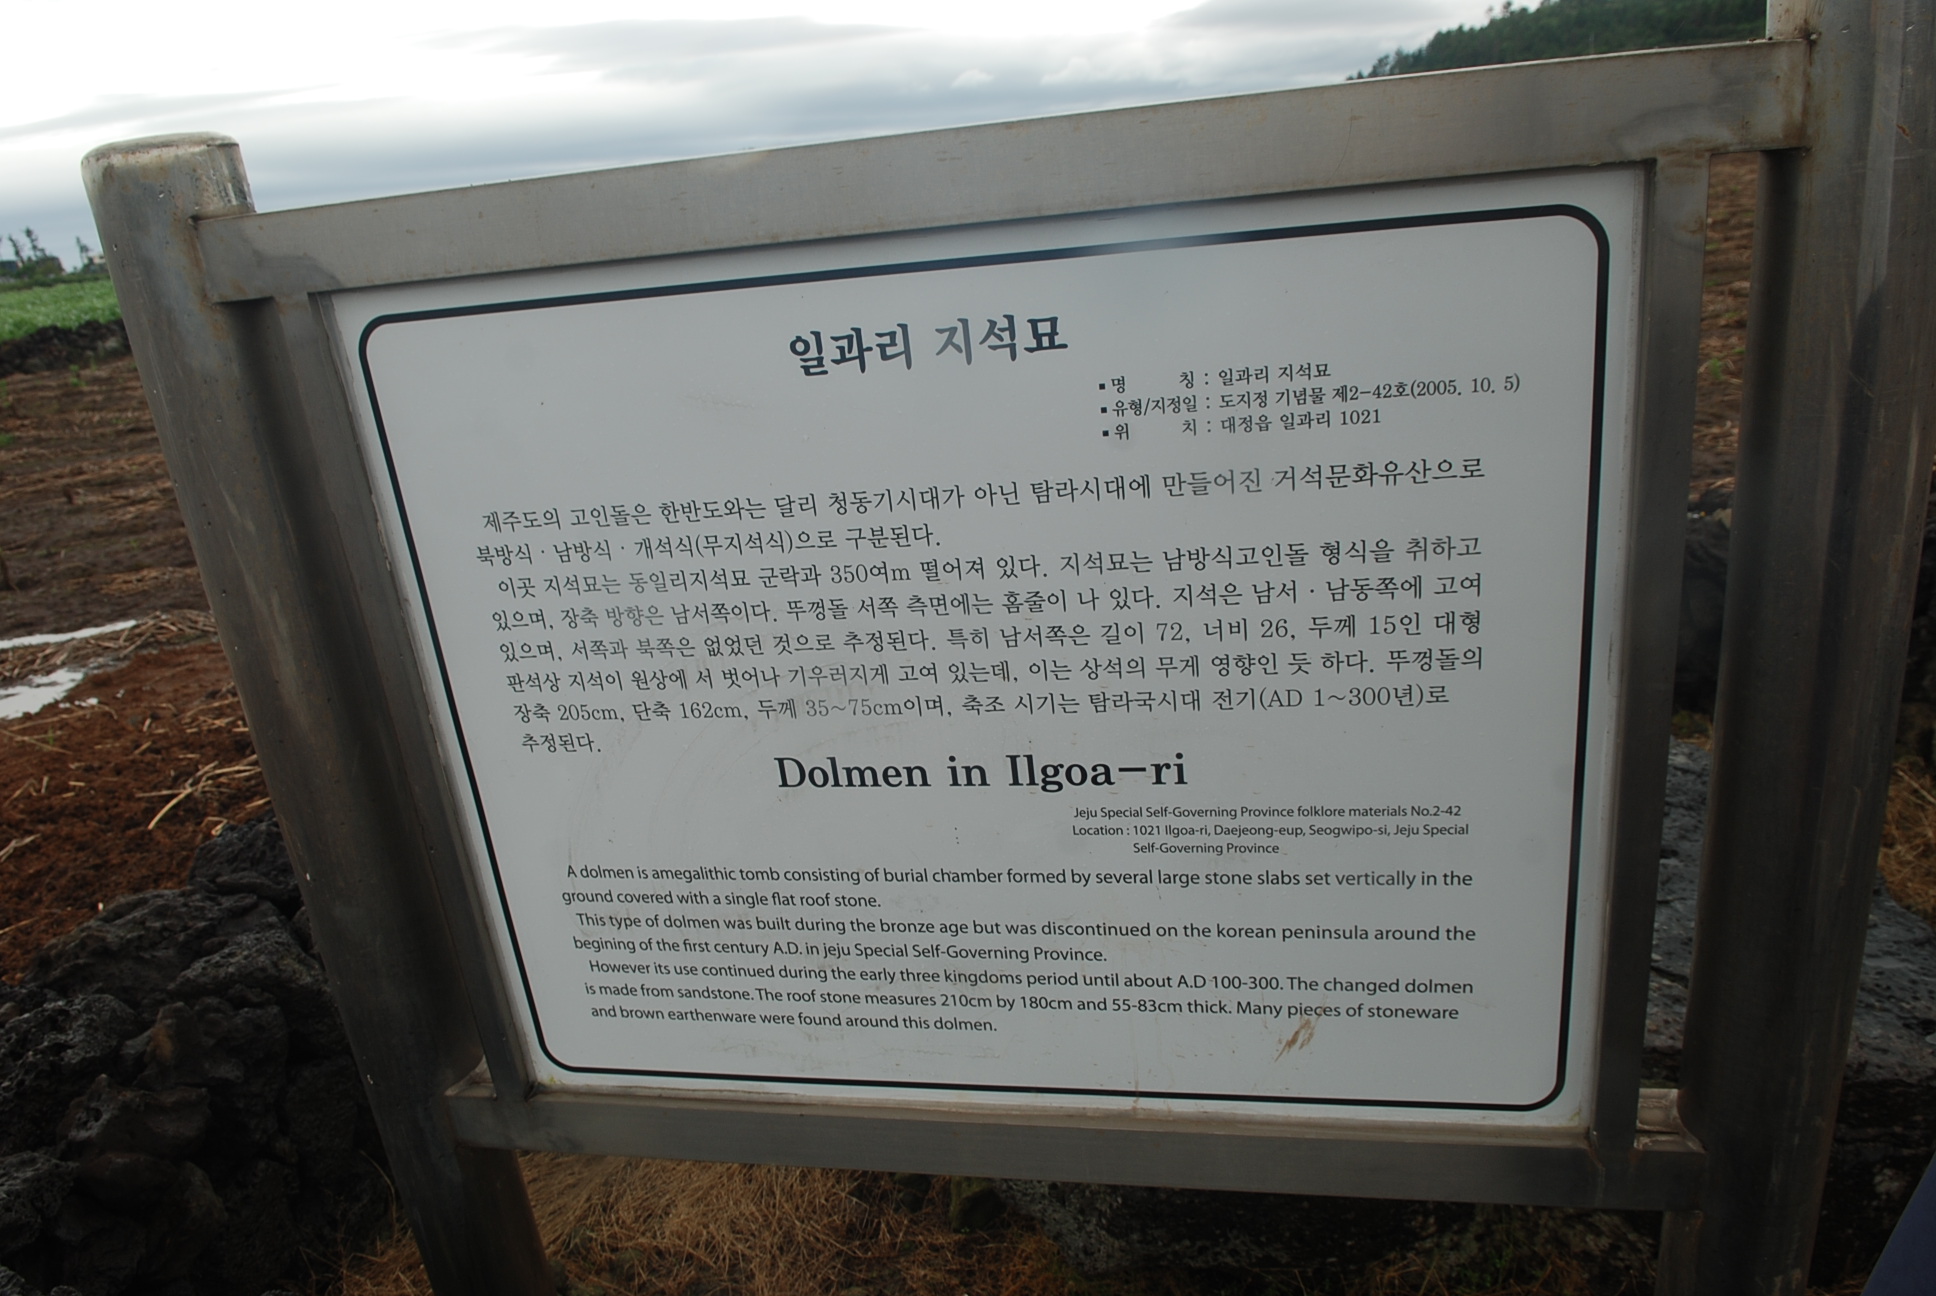 일과리 지석묘
▪명 칭 : 일과리 지석묘
▪유형/지정일 : 도지정 기념물 제2-42호(2005. 10. 5)
▪위 치 : 대정읍 일과리 1021
제주도의 고인돌은 한반도와는 달리 청동기시대가 아닌 탐라시대에 만들어진 거석문화유산으로
북방식 · 남방식 · 개석식(무지석식)으로 구분된다.
이곳 지석묘는 동일리지석묘 군락과 350여m 떨어져 있다. 지석묘는 남방식고인돌 형식을 취하고
있으며, 장축 방향은 남서쪽이다. 뚜껑돌 서쪽 측면에는 홈줄이 나 있다. 지석은 남서 · 남동쪽에 고여
있으며, 서쪽과 북쪽은 없었던 것으로 추정된다. 특히 남서쪽은 길이 72, 너비 26, 두께 15인 대형
판석상 지석이 원상에 서 벗어나 기우러지게 고여 있는데, 이는 상석의 무게 영향인 듯 하다. 뚜껑돌의
장축 205cm, 단축 162cm, 두께 35~75cm이며, 축조 시기는 탐라국시대 전기(AD 1~300년)로
추정된다.
Dolmen in Ilgoa-ri
Jeju Special Self-Governing Province folklore materials No.2-42
Location : 1021 Ilgoa-ri, Daejeong-eup, Seogwipo-si, Jeju Special
Self-Governing Province
A dolmen is amegalithic tomb consisting of burial chamber formed by several large stone slabs set vertically in the
ground covered with a single flat roof stone.
This type of dolmen was built during the bronze age but was discontinued on the korean peninsula around the
begining of the first century A.D. in jeju Special Self-Governing Province.
However its use continued during the early three kingdoms period until about A.D 100-300. The changed dolmen
is made from sandstone. The roof stone measures 210cm by 180cm and 55-83cm thick. Many pieces of stoneware
and brown earthenware were found around this dolmen.